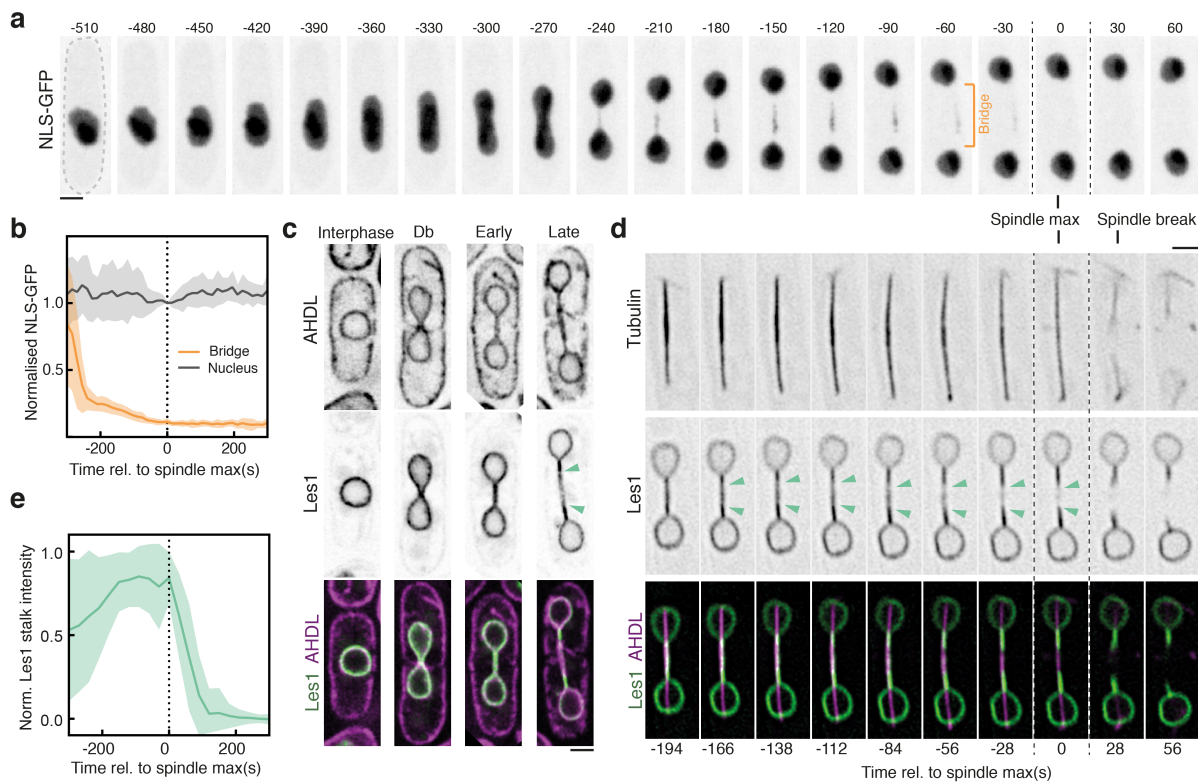 a
-510 -480 -450 -420 -390 -360 -330 -300 -270 -240 -210 -180 -150 -120 -90 -60 -30 0 30 60
NLS-GFP
Bridge
Spindle max Spindle break
b
Normalised NLS-GFP
1.0
0.5
Bridge
Nucleus
-200 0 200
Time rel. to spindle max(s)
c
Interphase Db Early Late
AHDL
Les1
Les1 AHDL
d
Tubulin
Les1
Les1 AHDL
-194 -166 -138 -112 -84 -56 -28 0 28 56
Time rel. to spindle max(s)
e
Norm. Les1 stalk intensity
1.0
0.5
0.0
-200 0 200
Time rel. to spindle max(s)